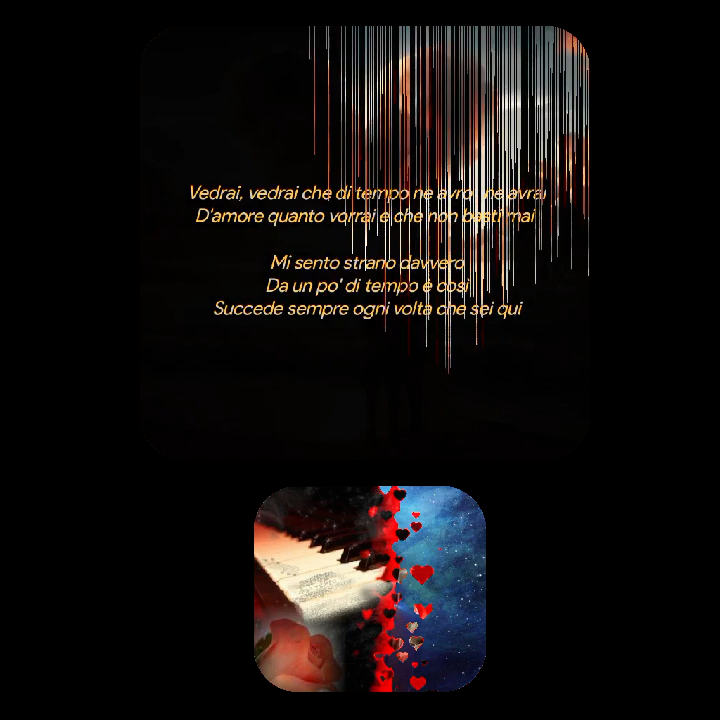 Vedrai, vedrai che di tempo ne avrò, ne avrai
D'amore quanto vorrai e che non basti mai
Mi sento strano davvero
Da un po' di tempo è così
Succede sempre ogni volta che sei qui